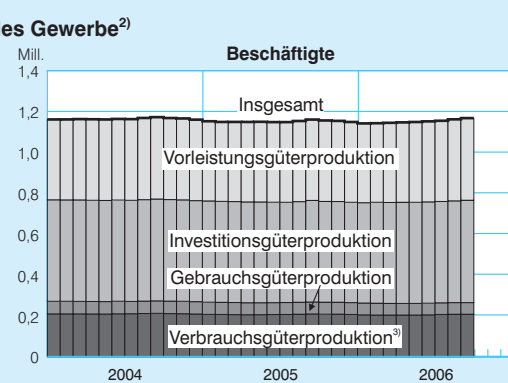 des Gewerbe²⁾
Mill.
Beschäftigte
1,4
1,2
1,0
0,8
0,6
0,4
0,2
0
Insgesamt
Vorleistungsgüterproduktion
Investitionsgüterproduktion
Gebrauchsgüterproduktion
Verbrauchsgüterproduktion³⁾
2004
2005
2006